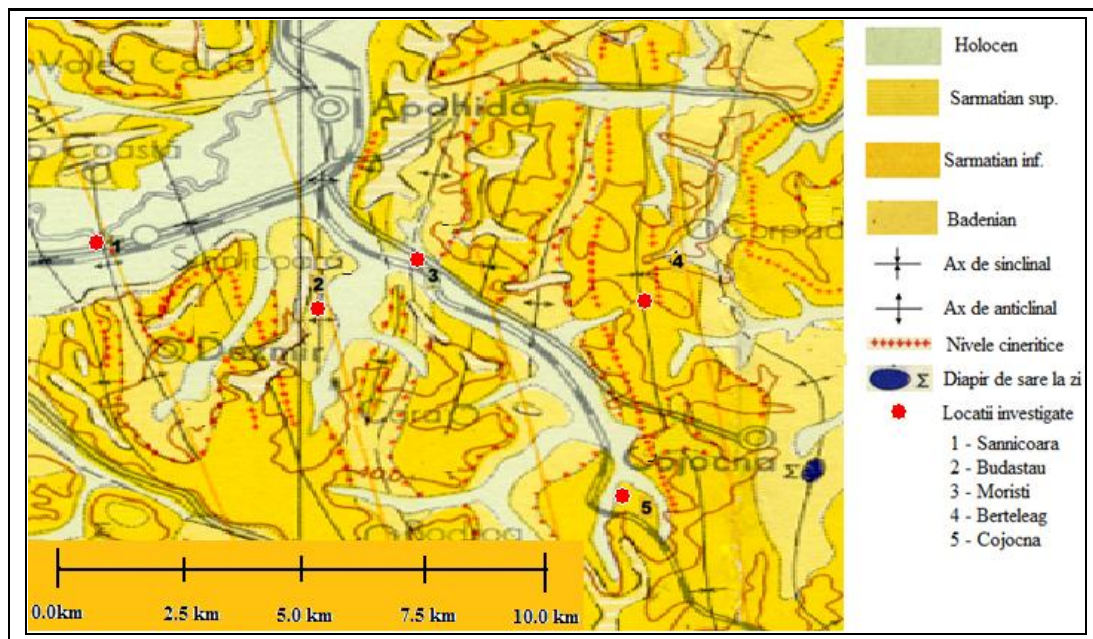 Valea Calda
Apahida
Coasta
Sannicoara
Dezmir
Corpad
Cojocna
1
2
3
4
5
Σ
0.0km
2.5 km
5.0 km
7.5 km
10.0 km
Holocen
Sarmatian sup.
Sarmatian inf.
Badenian
Ax de sinclinal
Ax de anticlinal
Nivele cineritice
Σ Diapir de sare la zi
Locatii investigate
1 - Sannicoara
2 - Budastau
3 - Moristi
4 - Berteleag
5 - Cojocna